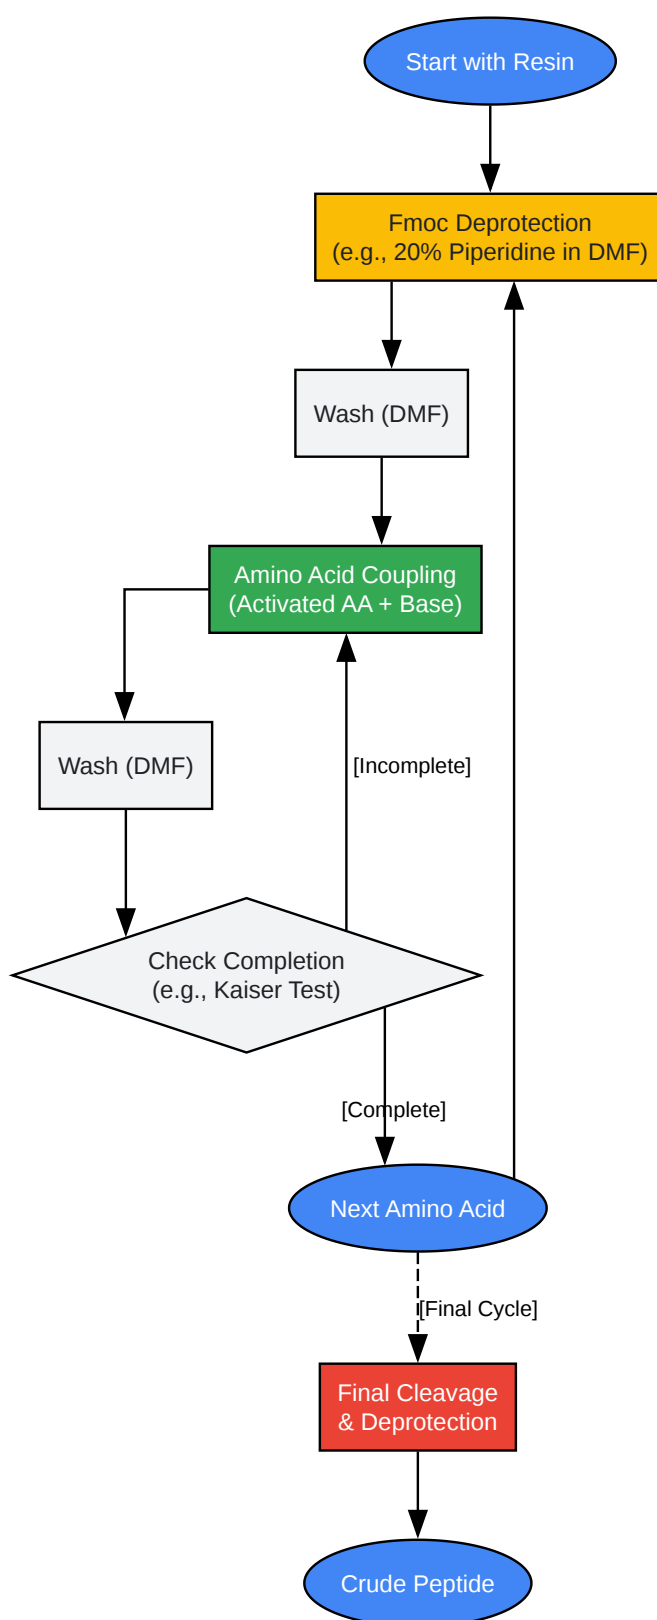 Start with Resin
Fmoc Deprotection
(e.g., 20% Piperidine in DMF)
Wash (DMF)
Amino Acid Coupling
(Activated AA + Base)
Wash (DMF)
[Incomplete]
Check Completion
(e.g., Kaiser Test)
[Complete]
Next Amino Acid
[Final Cycle]
Final Cleavage
& Deprotection
Crude Peptide